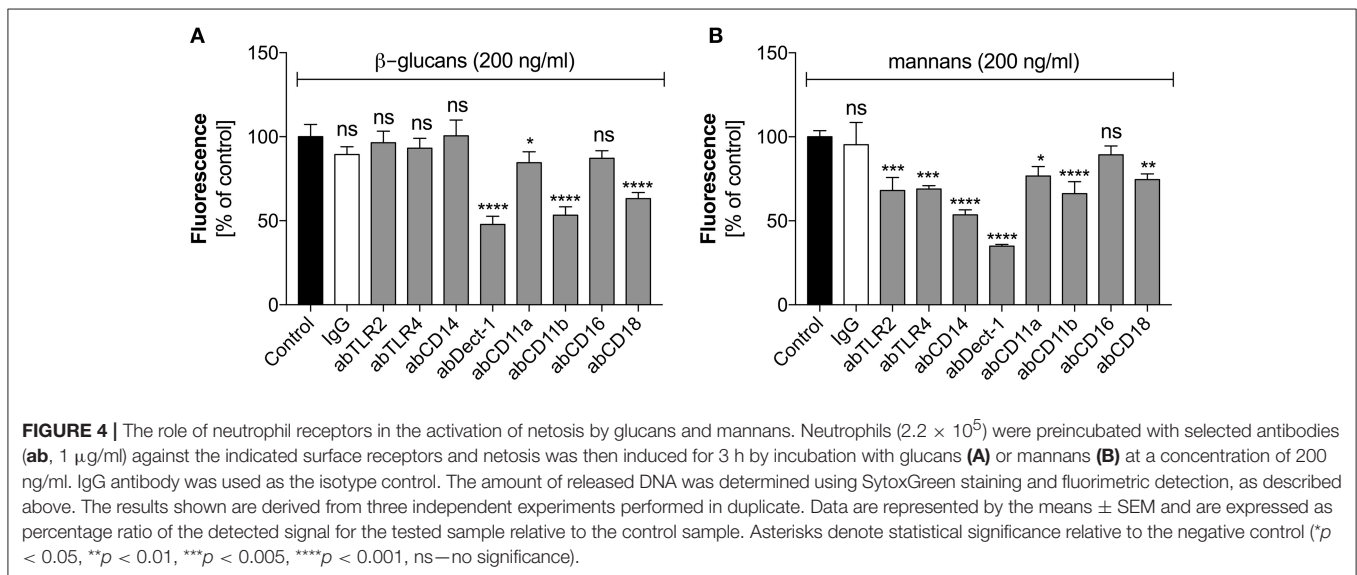 A
β–glucans (200 ng/ml)
Fluorescence
[% of control]
150
100
50
0
ns
ns
ns
ns
****
*
****
ns
****
Control
IgG
abTLR2
abTLR4
abCD14
abDect-1
abCD11a
abCD11b
abCD16
abCD18
B
mannans (200 ng/ml)
Fluorescence
[% of control]
150
100
50
0
ns
***
***
****
****
*
****
ns
**
Control
IgG
abTLR2
abTLR4
abCD14
abDect-1
abCD11a
abCD11b
abCD16
abCD18
FIGURE 4 | The role of neutrophil receptors in the activation of netosis by glucans and mannans. Neutrophils (2.2 × 10⁵) were preincubated with selected antibodies
(ab, 1 μg/ml) against the indicated surface receptors and netosis was then induced for 3 h by incubation with glucans (A) or mannans (B) at a concentration of 200
ng/ml. IgG antibody was used as the isotype control. The amount of released DNA was determined using SytoxGreen staining and fluorimetric detection, as described
above. The results shown are derived from three independent experiments performed in duplicate. Data are represented by the means ± SEM and are expressed as
percentage ratio of the detected signal for the tested sample relative to the control sample. Asterisks denote statistical significance relative to the negative control (*p
< 0.05, **p < 0.01, ***p < 0.005, ****p < 0.001, ns—no significance).